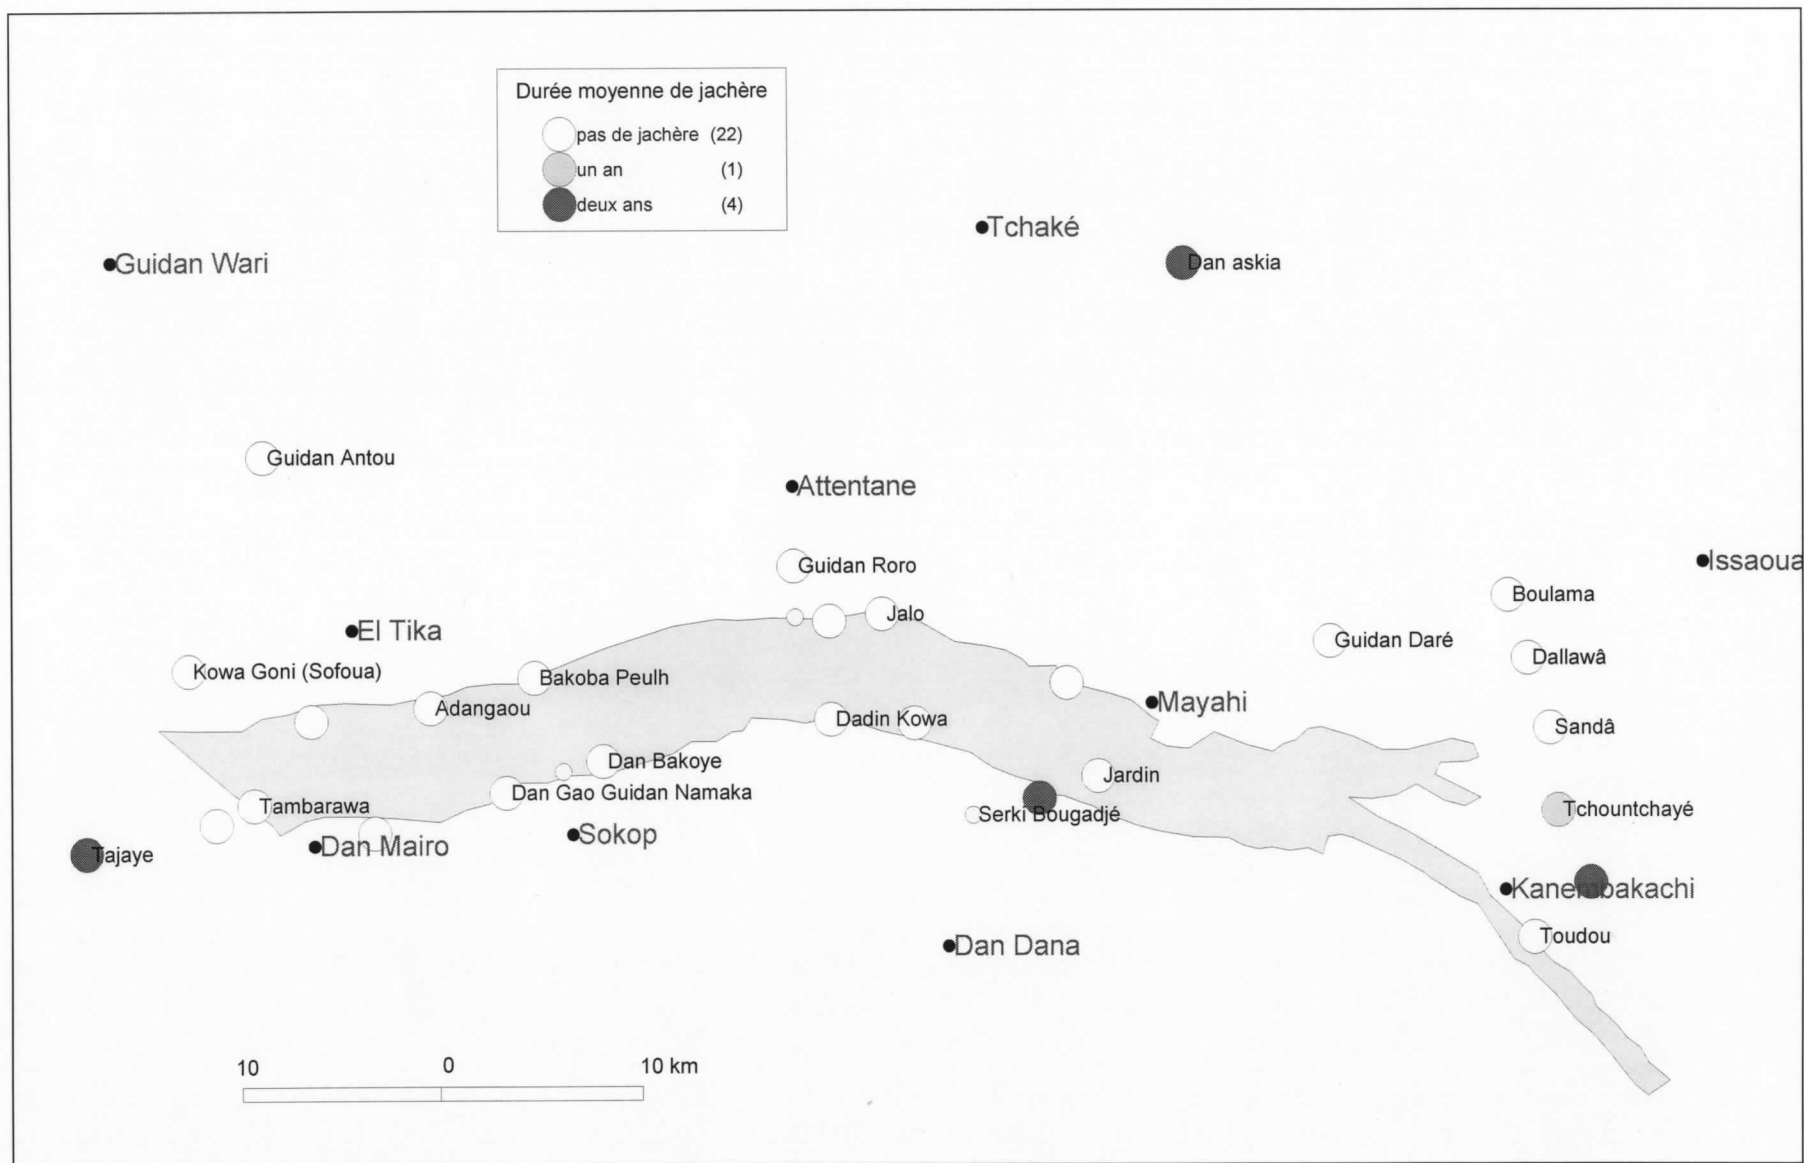 Durée moyenne de jachère
pas de jachère (22)
un an (1)
deux ans (4)
Tchaké
Guidan Wari
Dan askia
Guidan Antou
Attentane
Issaoua
Guidan Roro
Boulama
Jalo
El Tika
Guidan Daré
Dallawâ
Kowa Goni (Sofoua)
Bakoba Peulh
Mayahi
Adangaou
Dadin Kowa
Sandâ
Dan Bakoye
Jardin
Dan Gao Guidan Namaka
Tambarawa
Tchountchayé
Serki Bougadjé
Sokop
Dan Mairo
Tajaye
Kanembakachi
Toudou
Dan Dana
10 0 10 km